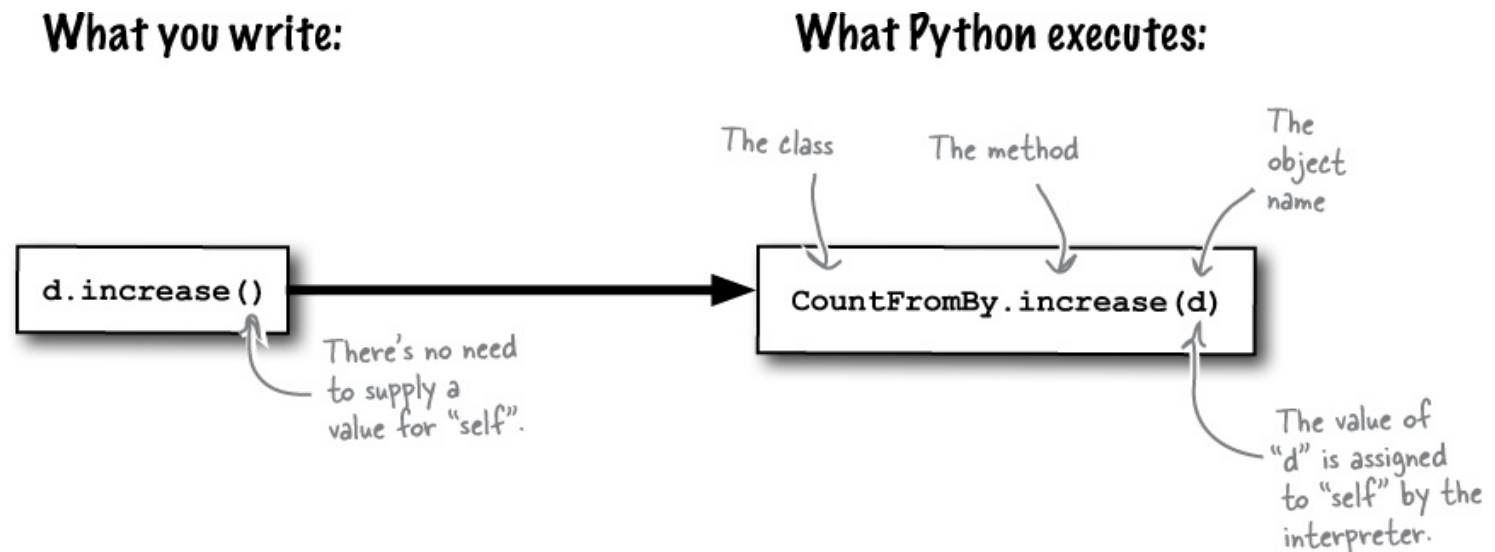 What you write:
What Python executes:
The class
The method
The
object
name
d.increase()
CountFromBy.increase(d)
There's no need
to supply a
value for “self”.
The value of
“d” is assigned
to “self” by the
interpreter.